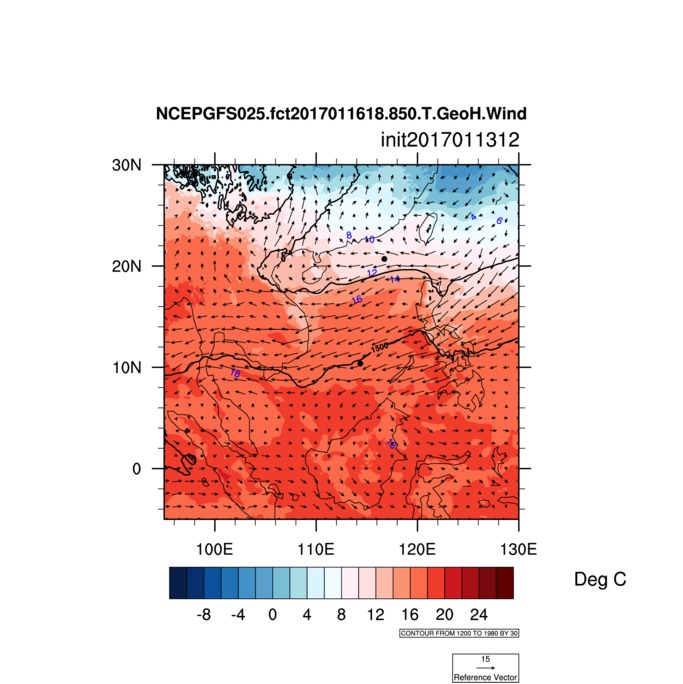 NCEPGFS025.fct2017011618.850.T.GeoH.Wind
init2017011312
30N
20N
10N
0
100E
110E
120E
130E
4
6
8
10
12
14
16
1500
18
-8
-4
0
4
8
12
16
20
24
Deg C
CONTOUR FROM 1200 TO 1980 BY 30
15
Reference Vector